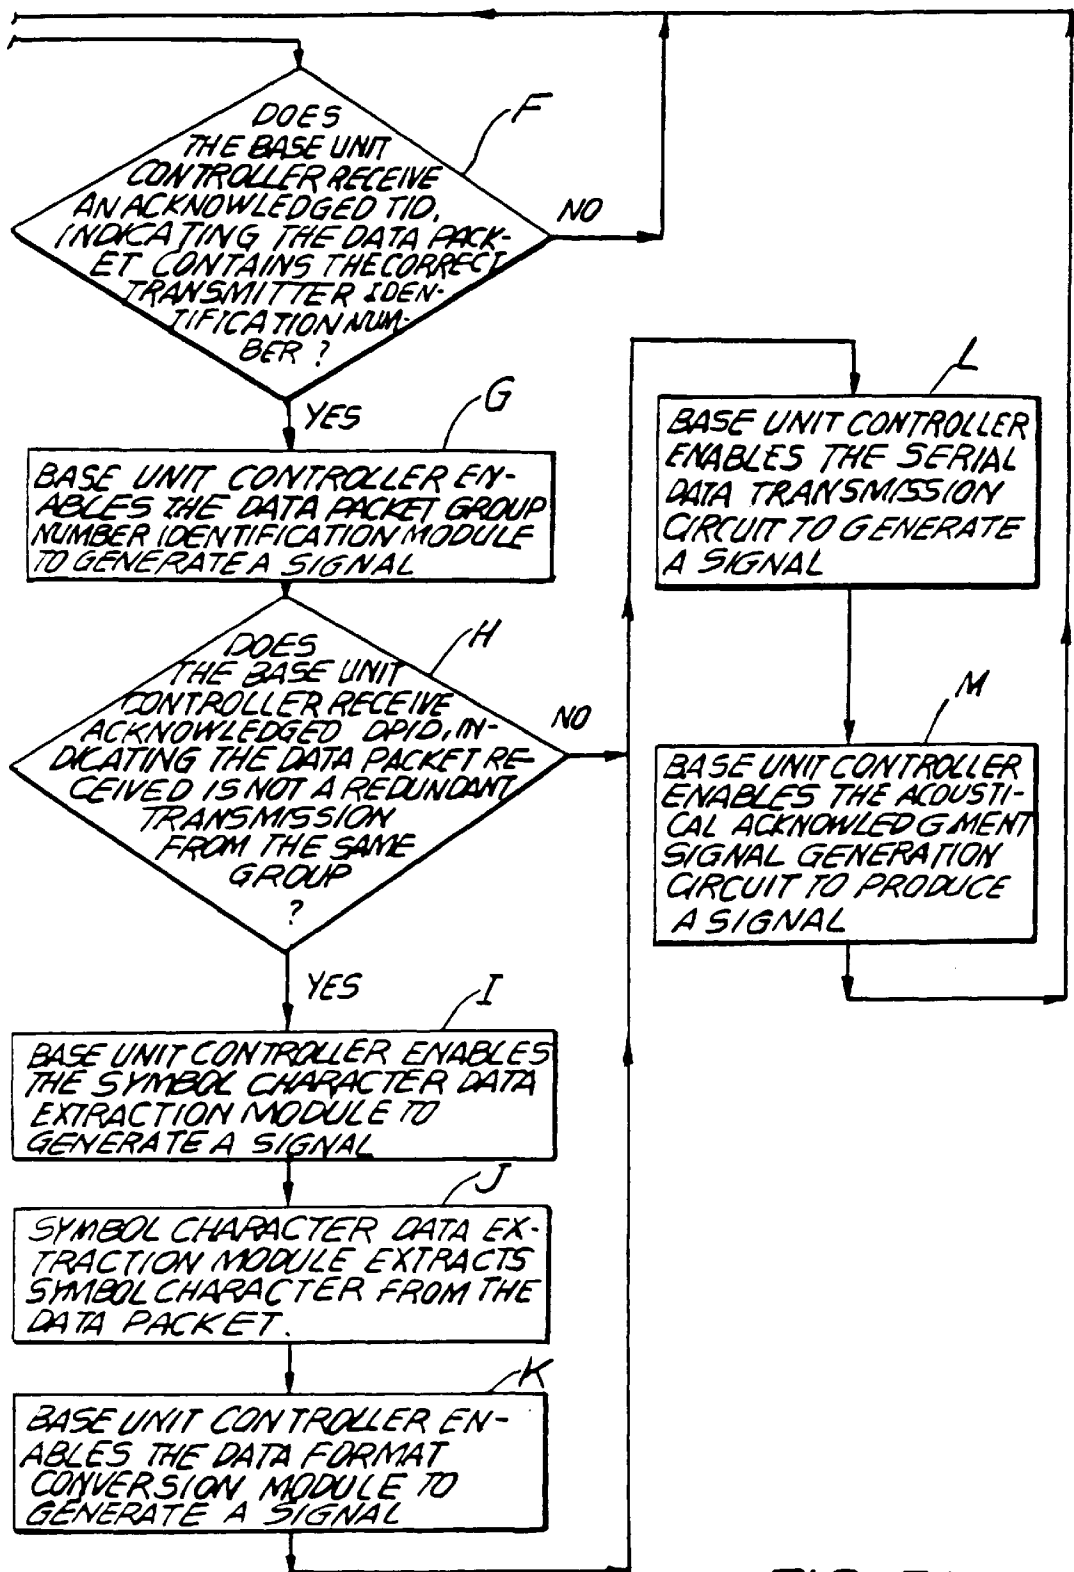 DOES
THE BASE UNIT
CONTROLLER RECEIVE
AN ACKNOWLEDGED TID,
INDICATING THE DATA PACK-
ET CONTAINS THE CORRECT
TRANSMITTER IDEN-
TIFICATION NUM-
BER ?
F
NO
YES
G
BASE UNIT CONTROLLER EN-
ABLES THE DATA PACKET GROUP
NUMBER IDENTIFICATION MODULE
TO GENERATE A SIGNAL
DOES
THE BASE UNIT
CONTROLLER RECEIVE
ACKNOWLEDGED DPID, IN-
DICATING THE DATA PACKET RE-
CEIVED IS NOT A REDUNDANT
TRANSMISSION
FROM THE SAME
GROUP
?
H
NO
YES
I
BASE UNIT CONTROLLER ENABLES
THE SYMBOL CHARACTER DATA
EXTRACTION MODULE TO
GENERATE A SIGNAL
J
SYMBOL CHARACTER DATA EX-
TRACTION MODULE EXTRACTS
SYMBOL CHARACTER FROM THE
DATA PACKET.
K
BASE UNIT CONTROLLER EN-
ABLES THE DATA FORMAT
CONVERSION MODULE TO
GENERATE A SIGNAL
L
BASE UNIT CONTROLLER
ENABLES THE SERIAL
DATA TRANSMISSION
CIRCUIT TO GENERATE
A SIGNAL
M
BASE UNIT CONTROLLER
ENABLES THE ACOUSTI-
CAL ACKNOWLEDGMENT
SIGNAL GENERATION
CIRCUIT TO PRODUCE
A SIGNAL